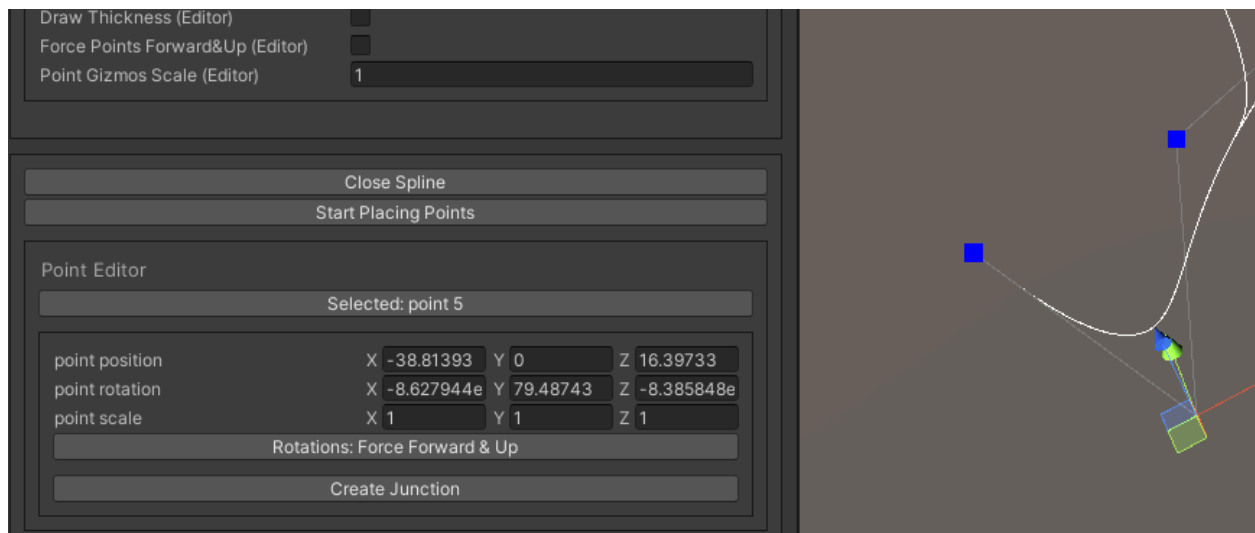 Draw Thickness (Editor)
Force Points Forward&Up (Editor)
Point Gizmos Scale (Editor) 1
Close Spline
Start Placing Points
Point Editor
Selected: point 5
point position X -38.81393 Y 0 Z 16.39733
point rotation X -8.627944e Y 79.48743 Z -8.385848e
point scale X 1 Y 1 Z 1
Rotations: Force Forward & Up
Create Junction